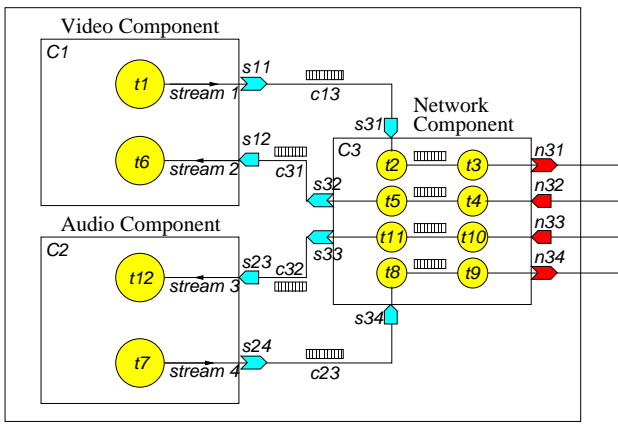 Video Component
C1
t1
stream 1
s11
c13
t6
stream 2
s12
c31
s31
Network
Component
C3
t2
t3
n31
s32
t5
t4
n32
s33
t11
t10
n33
t8
t9
n34
s34
Audio Component
C2
t12
stream 3
s23
c32
t7
stream 4
s24
c23